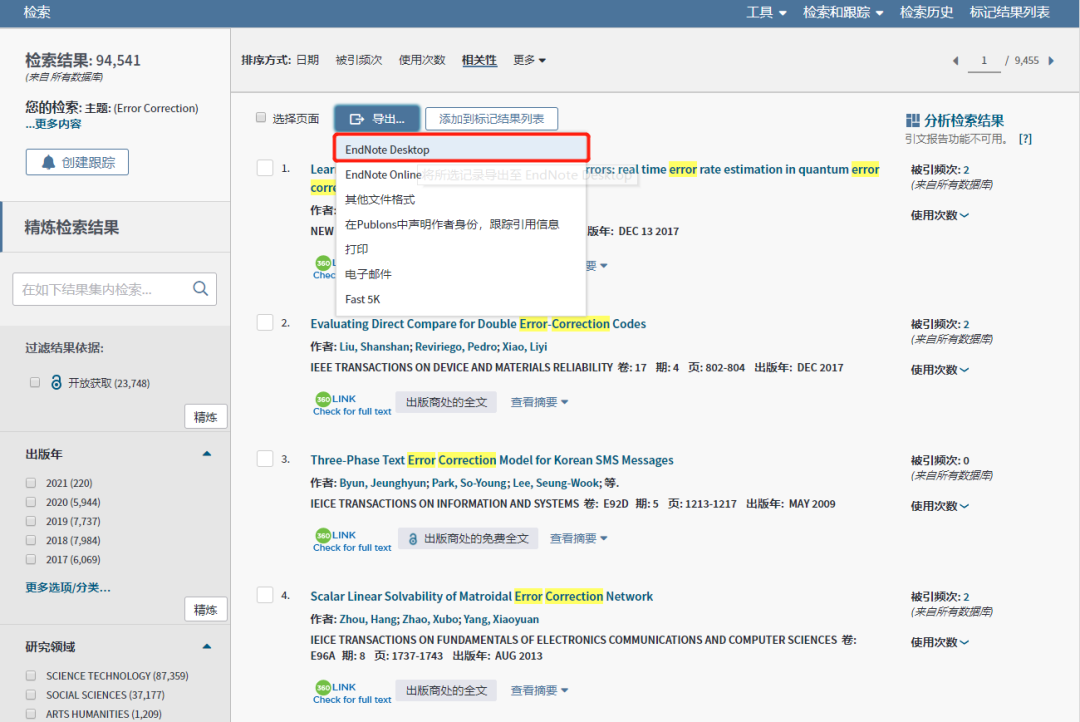 检索
工具 检索和跟踪 检索历史 标记结果列表
检索结果: 94,541
(来自 所有数据库)
您的检索: 主题: (Error Correction)
...更多内容
创建跟踪
精炼检索结果
在如下结果集内检索...
过滤结果依据:
开放获取 (23,748)
精炼
出版年
2021 (220)
2020 (5,944)
2019 (7,737)
2018 (7,984)
2017 (6,069)
更多选项/分类...
精炼
研究领域
SCIENCE TECHNOLOGY (87,359)
SOCIAL SCIENCES (37,177)
ARTS HUMANITIES (1,209)
排序方式: 日期 被引频次 使用次数 相关性 更多
1 / 9,455
选择页面 导出... 添加到标记结果列表
EndNote Desktop
EndNote Online
将所选记录导出至 EndNote Desktop
其他文件格式
在Publons中声明作者身份，跟踪引用信息
打印
电子邮件
Fast 5K
分析检索结果
引文报告功能不可用。 [?]
1. Lear rrors: real time error rate estimation in quantum error
corre
作者:
NEW 版年: DEC 13 2017
360 L
Chec 要
被引频次: 2
(来自所有数据库)
使用次数
2. Evaluating Direct Compare for Double Error-Correction Codes
作者: Liu, Shanshan; Reviriego, Pedro; Xiao, Liyi
IEEE TRANSACTIONS ON DEVICE AND MATERIALS RELIABILITY 卷: 17 期: 4 页: 802-804 出版年: DEC 2017
360 LINK
Check for full text 出版商处的全文 查看摘要
被引频次: 2
(来自所有数据库)
使用次数
3. Three-Phase Text Error Correction Model for Korean SMS Messages
作者: Byun, Jeunghyun; Park, So-Young; Lee, Seung-Wook; 等.
IEICE TRANSACTIONS ON INFORMATION AND SYSTEMS 卷: E92D 期: 5 页: 1213-1217 出版年: MAY 2009
360 LINK
Check for full text 出版商处的免费全文 查看摘要
被引频次: 0
(来自所有数据库)
使用次数
4. Scalar Linear Solvability of Matroidal Error Correction Network
作者: Zhou, Hang; Zhao, Xubo; Yang, Xiaoyuan
IEICE TRANSACTIONS ON FUNDAMENTALS OF ELECTRONICS COMMUNICATIONS AND COMPUTER SCIENCES 卷:
E96A 期: 8 页: 1737-1743 出版年: AUG 2013
360 LINK
Check for full text 出版商处的全文 查看摘要
被引频次: 2
(来自所有数据库)
使用次数